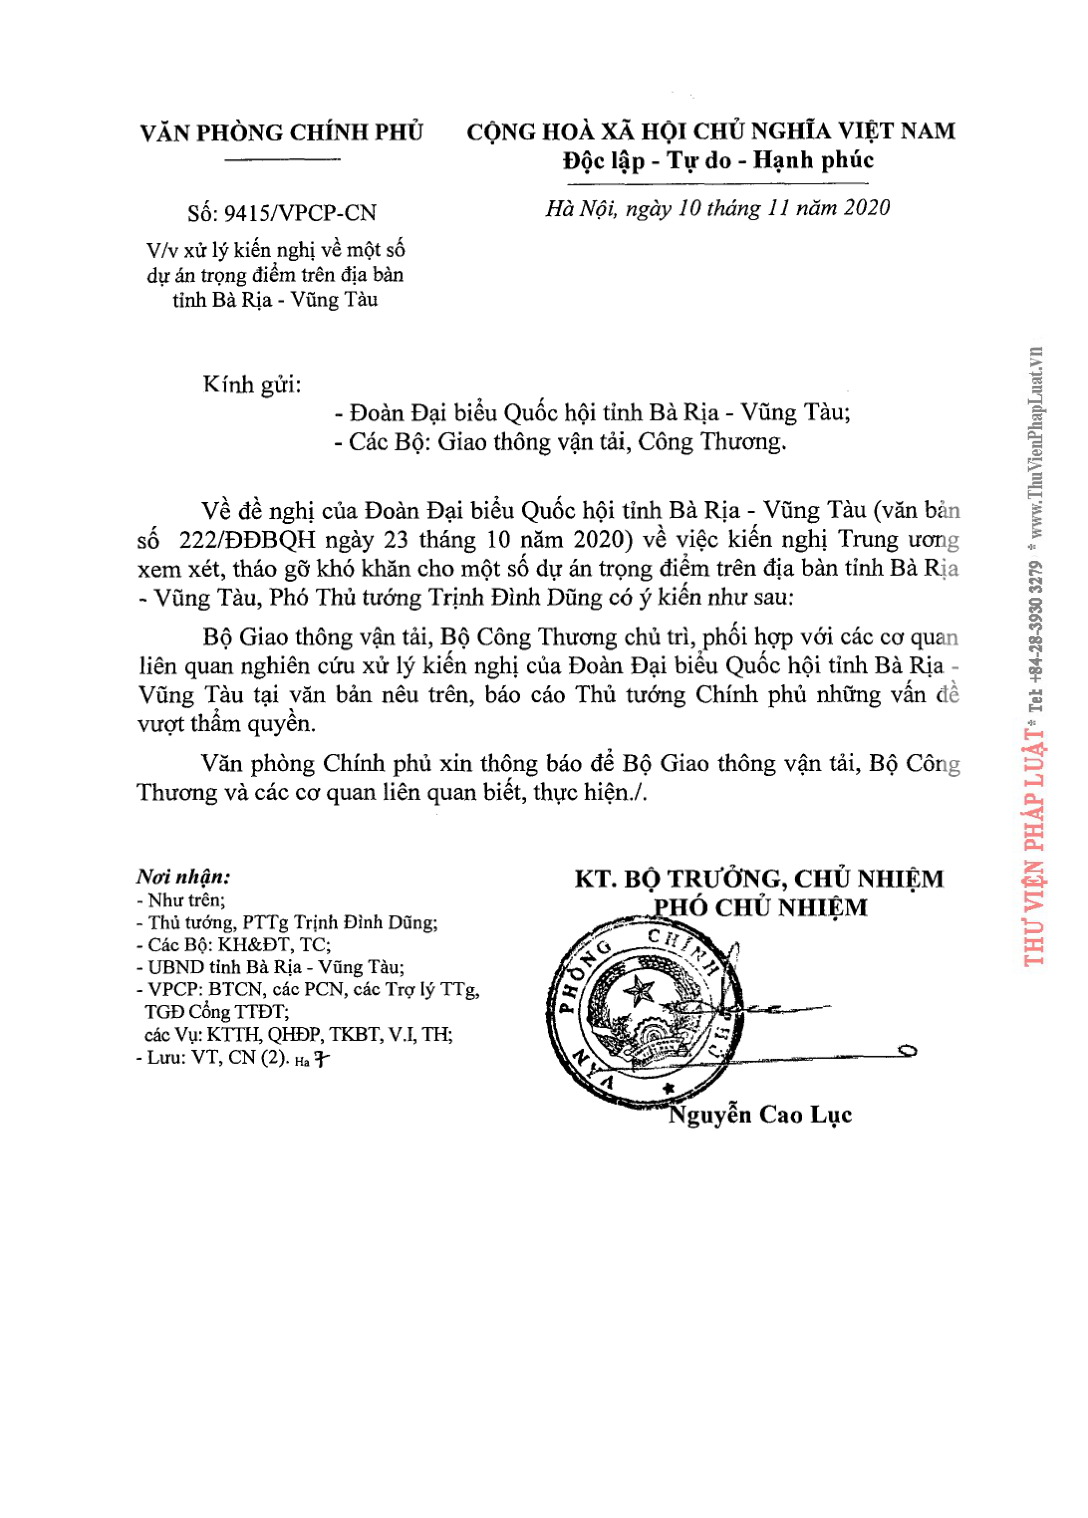 VĂN PHÒNG CHÍNH PHỦ
CỘNG HOÀ XÃ HỘI CHỦ NGHĨA VIỆT NAM
Độc lập - Tự do - Hạnh phúc
Số: 9415/VPCP-CN
Hà Nội, ngày 10 tháng 11 năm 2020
V/v xử lý kiến nghị về một số
dự án trọng điểm trên địa bàn
tỉnh Bà Rịa - Vũng Tàu
Kính gửi:
- Đoàn Đại biểu Quốc hội tỉnh Bà Rịa - Vũng Tàu;
- Các Bộ: Giao thông vận tải, Công Thương.
Về đề nghị của Đoàn Đại biểu Quốc hội tỉnh Bà Rịa - Vũng Tàu (văn bản
số 222/ĐĐBQH ngày 23 tháng 10 năm 2020) về việc kiến nghị Trung ương
xem xét, tháo gỡ khó khăn cho một số dự án trọng điểm trên địa bàn tỉnh Bà Rịa
- Vũng Tàu, Phó Thủ tướng Trịnh Đình Dũng có ý kiến như sau:
Bộ Giao thông vận tải, Bộ Công Thương chủ trì, phối hợp với các cơ quan
liên quan nghiên cứu xử lý kiến nghị của Đoàn Đại biểu Quốc hội tỉnh Bà Rịa -
Vũng Tàu tại văn bản nêu trên, báo cáo Thủ tướng Chính phủ những vấn đề
vượt thẩm quyền.
Văn phòng Chính phủ xin thông báo để Bộ Giao thông vận tải, Bộ Công
Thương và các cơ quan liên quan biết, thực hiện./.
Nơi nhận:
- Như trên;
- Thủ tướng, PTTg Trịnh Đình Dũng;
- Các Bộ: KH&ĐT, TC;
- UBND tỉnh Bà Rịa - Vũng Tàu;
- VPCP: BTCN, các PCN, các Trợ lý TTg,
TGĐ Cổng TTĐT;
các Vụ: KTTH, QHĐP, TKBT, V.I, TH;
- Lưu: VT, CN (2). Ha
KT. BỘ TRƯỞNG, CHỦ NHIỆM
PHÓ CHỦ NHIỆM
VĂN PHÒNG CHÍNH PHỦ
Nguyễn Cao Lục
THƯ VIỆN PHÁP LUẬT * Tel: +84-28-3930 3279 * www.ThuVienPhapLuat.vn